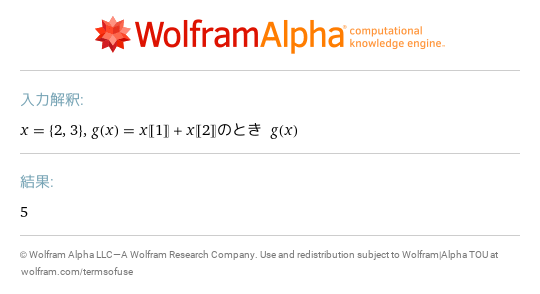 WolframAlpha computational knowledge engine™
入力解釈:
x = {2, 3}, g(x) = x〚1〛 + x〚2〛のとき g(x)
結果:
5
© Wolfram Alpha LLC—A Wolfram Research Company. Use and redistribution subject to Wolfram|Alpha TOU at
wolfram.com/termsofuse